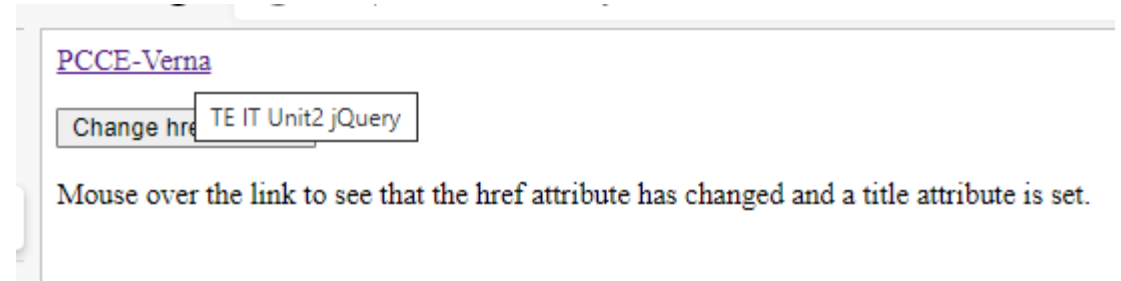 PCCE-Verna
TE IT Unit2 jQuery
Change
Mouse over the link to see that the href attribute has changed and a title attribute is set.